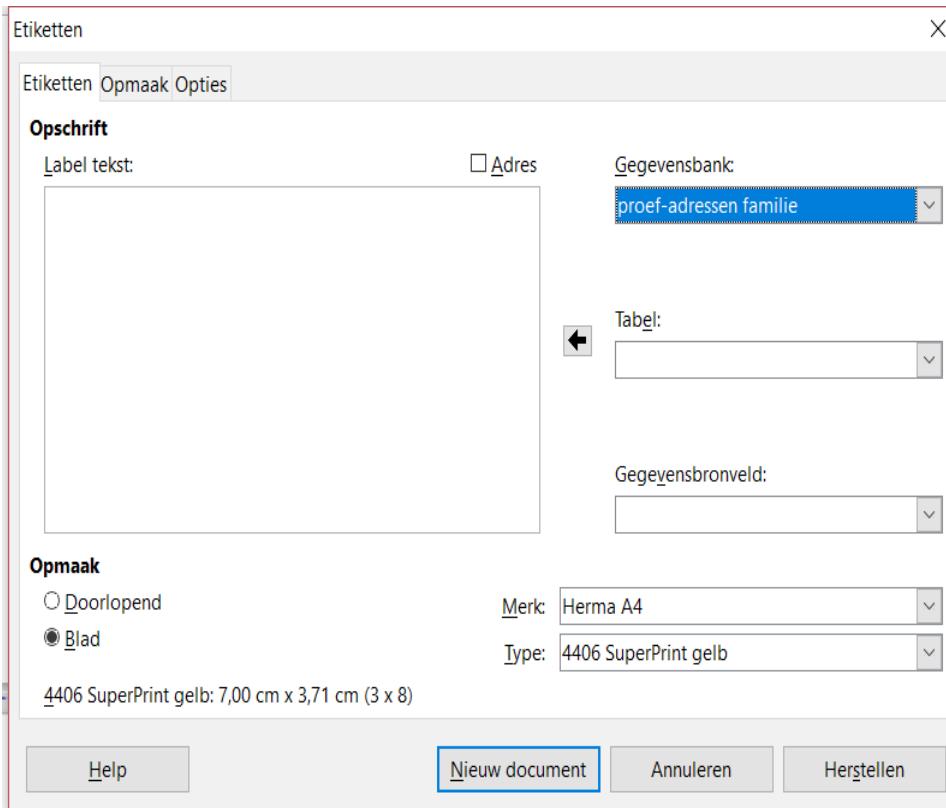 Etiketten
Etiketten Opmaak Opties
Opschrift
Label tekst: Adres Gegevensbank:
proef-adressen familie
Tabel:
Gegevensbronveld:
Opmaak
Doorlopend Merk: Herma A4
Blad Type: 4406 SuperPrint gelb
4406 SuperPrint gelb: 7,00 cm x 3,71 cm (3 x 8)
Help Nieuw document Annuleren Herstellen